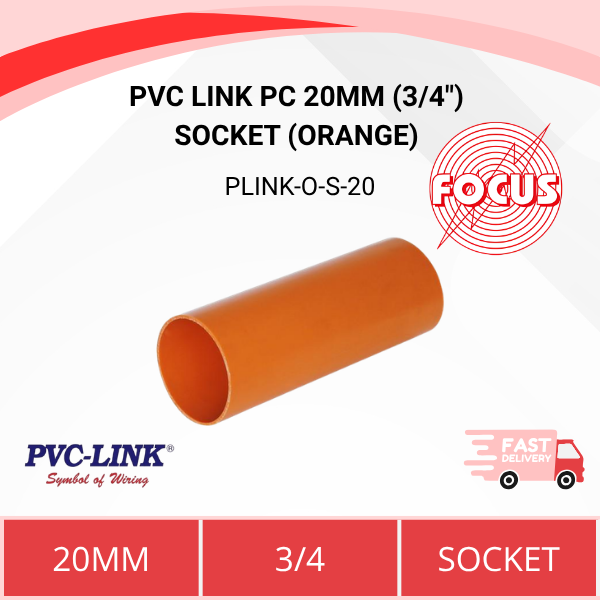 PVC LINK PC 20MM (3/4")
SOCKET (ORANGE)
PLINK-O-S-20
FOCUS
PVC-LINK®
Symbol of Wiring
FAST
DELIVERY
20MM
3/4
SOCKET